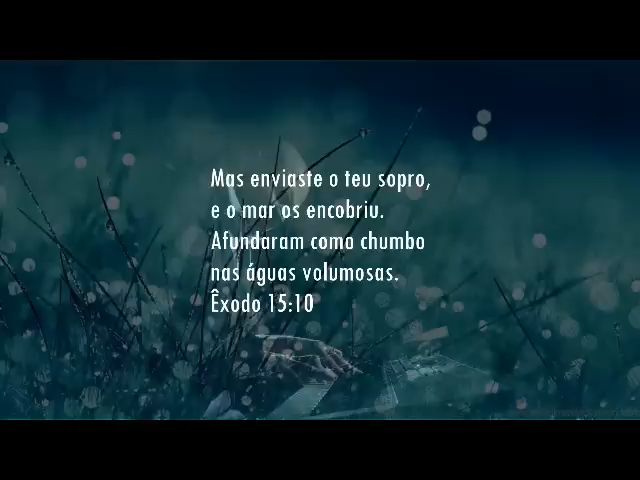 Mas enviaste o teu sopro,
e o mar os encobriu.
Afundaram como chumbo
nas águas volumosas.
Êxodo 15:10